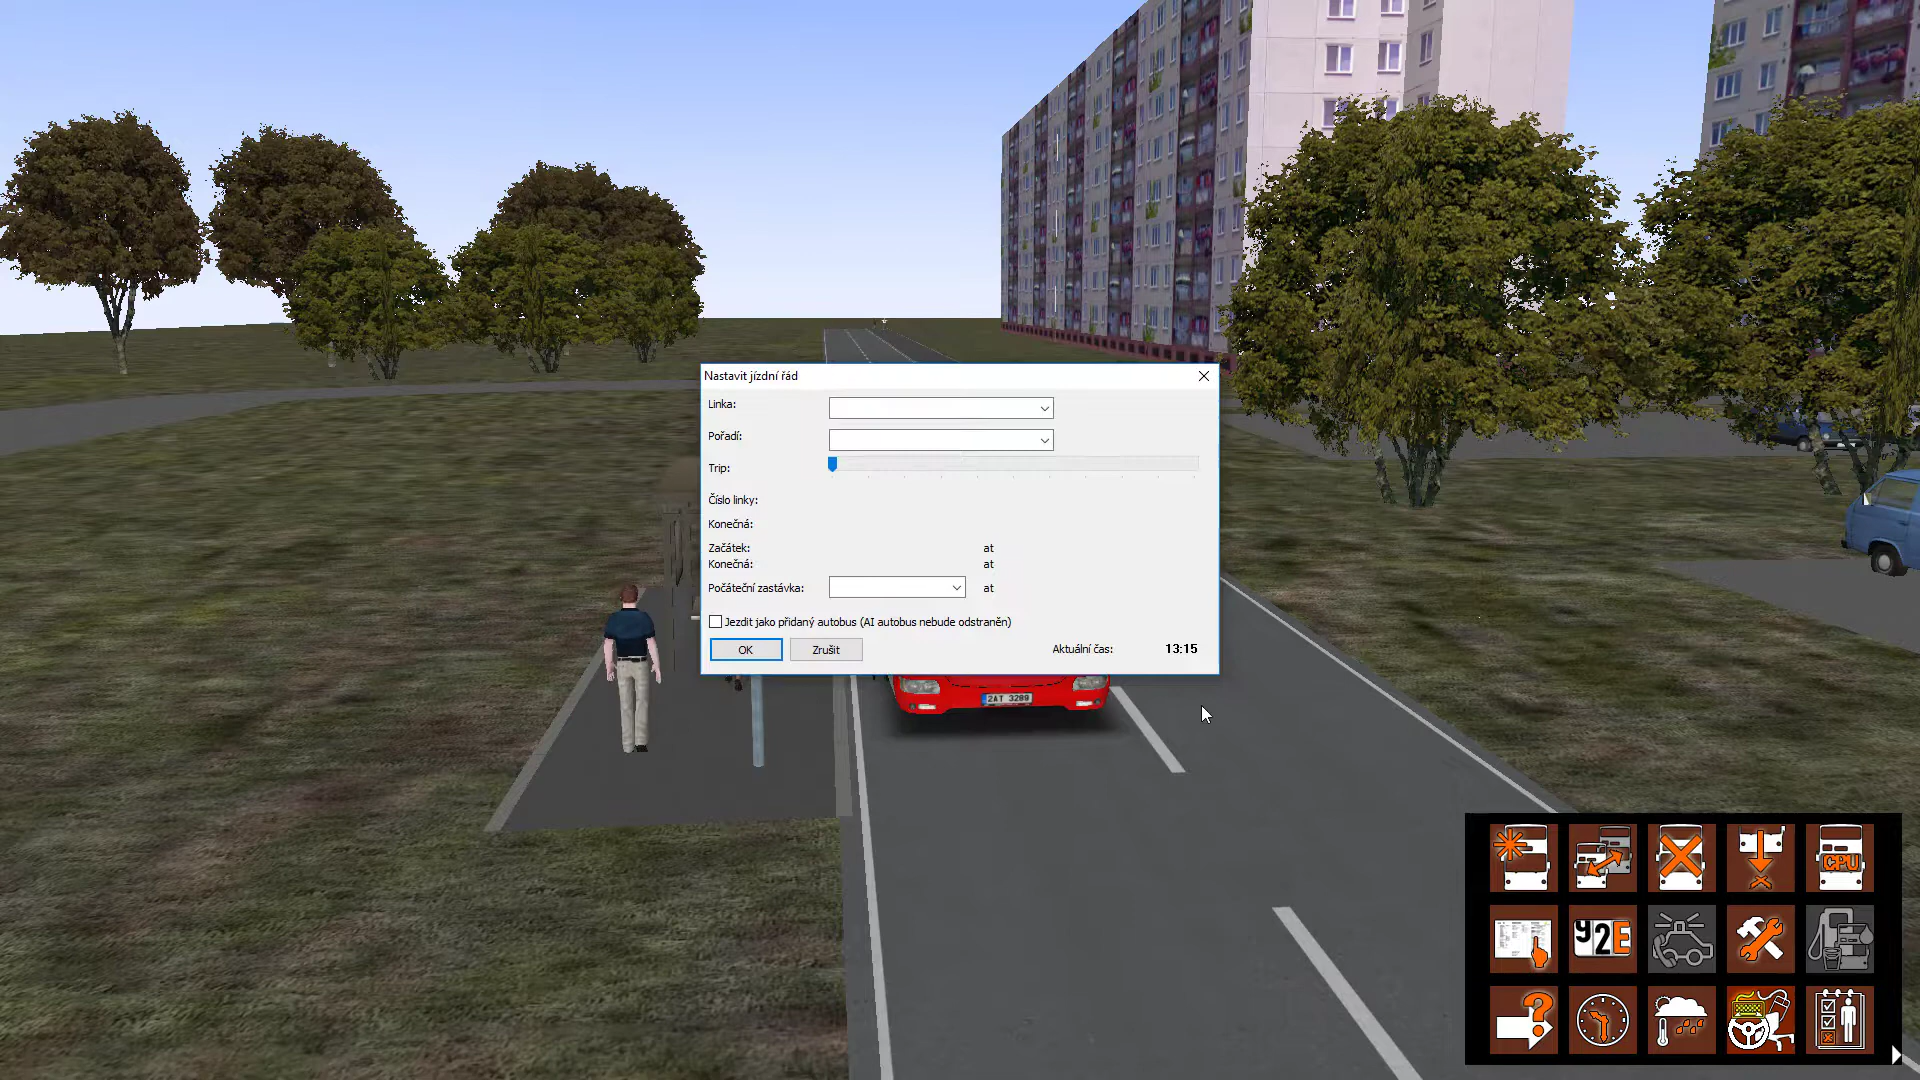 Nastavit jízdní řád
Linka:
Pořadí:
Trip:
Číslo linky:
Konečná:
Začátek: at
Konečná: at
Počáteční zastávka: at
Jezdit jako přidaný autobus (AI autobus nebude odstraněn)
OK Zrušit Aktuální čas: 13:15
2AT 3289
CPU
92E
?